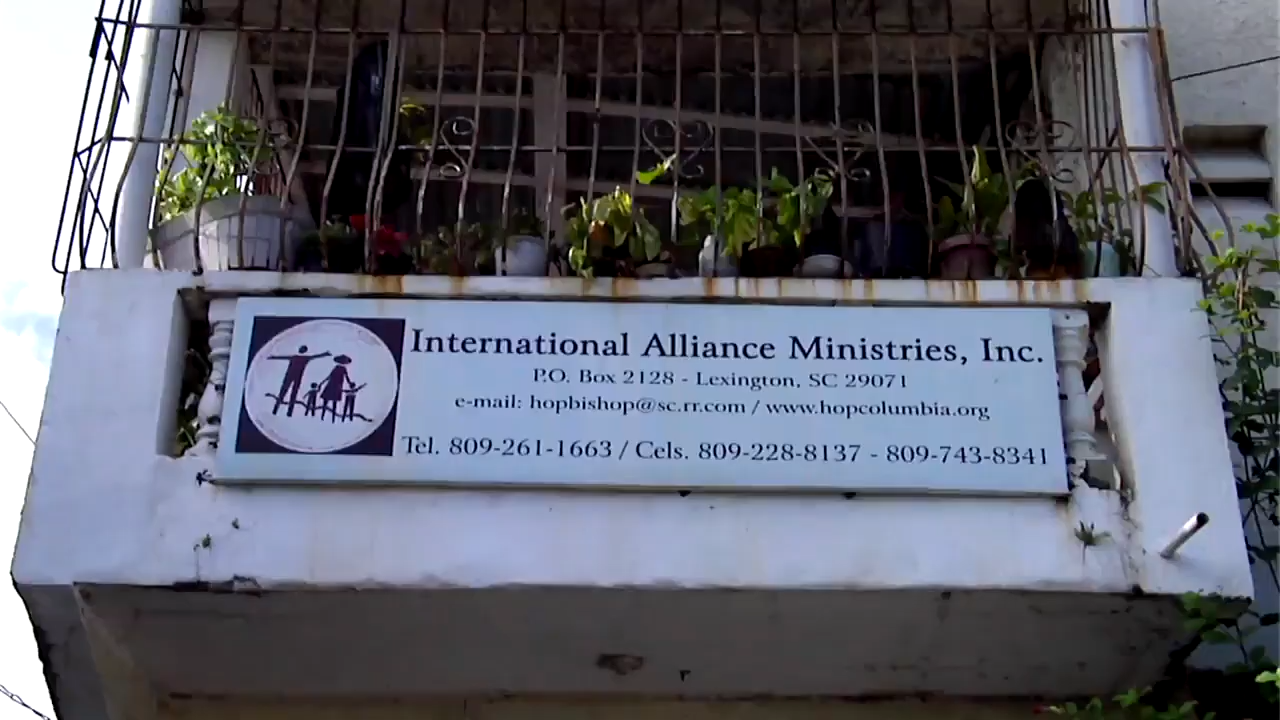 International Alliance Ministries, Inc.
P.O. Box 2128 - Lexington, SC 29071
e-mail: hopbishop@sc.rr.com / www.hopcolumbia.org
Tel. 809-261-1663 / Cels. 809-228-8137 - 809-743-8341